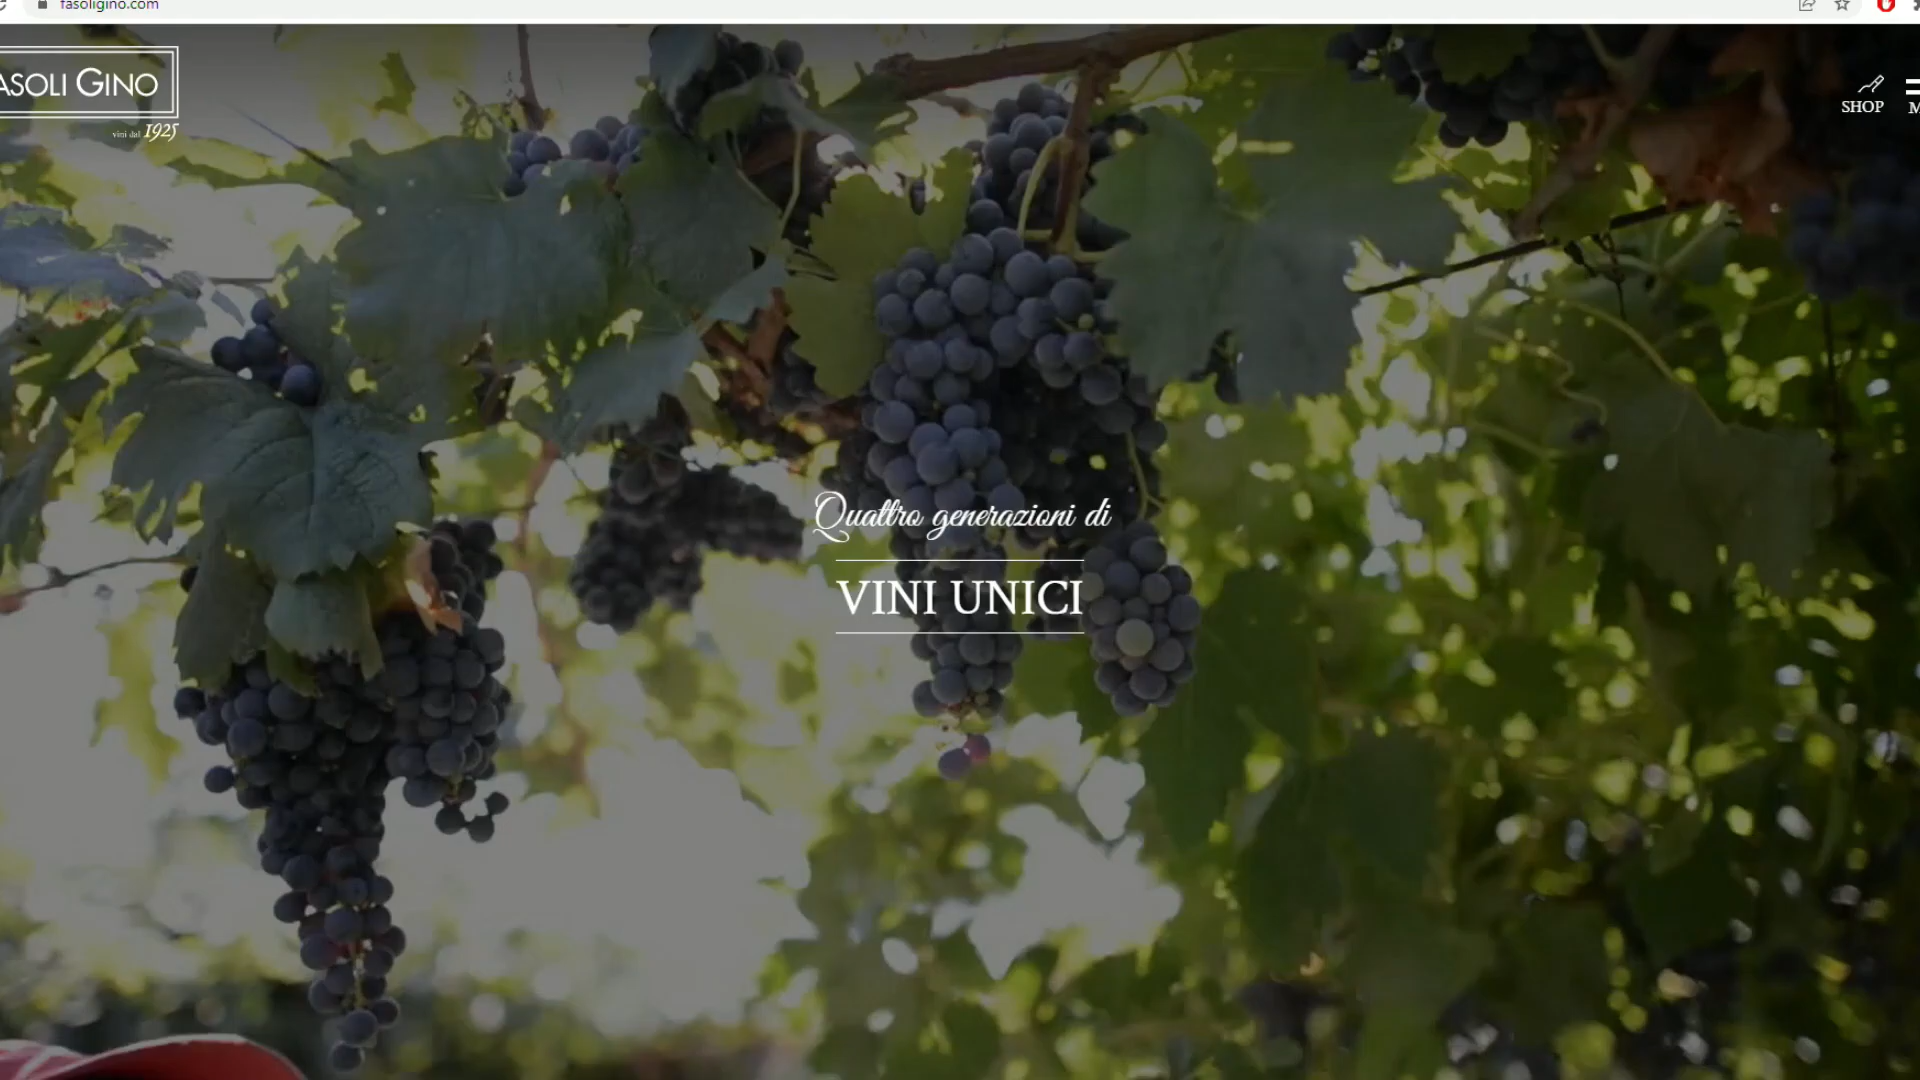 fasoligino.com
ASOLI GINO
vini dal 1925
SHOP
M
Quattro generazioni di
VINI UNICI